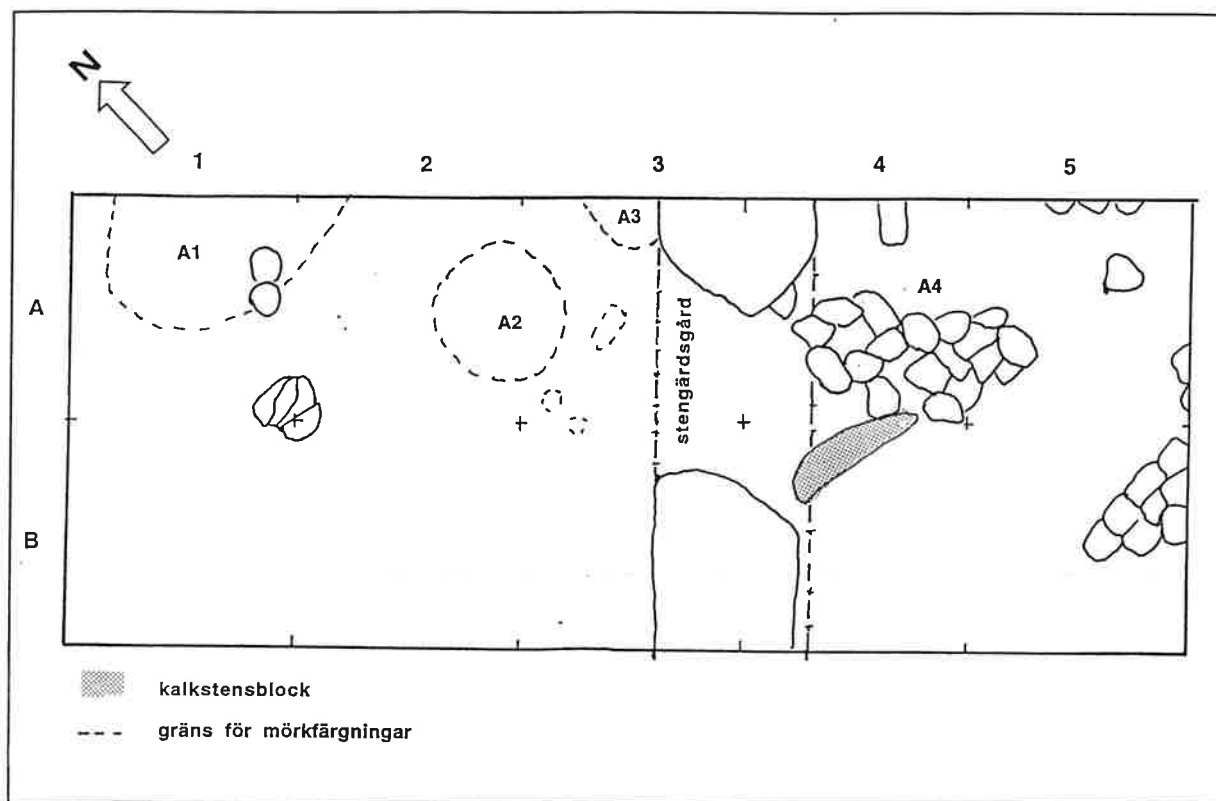 N
1 2 3 4 5
A3
A1
A4
A
A2
stengärdsgård
B
kalkstensblock
gräns för mörkfärgningar